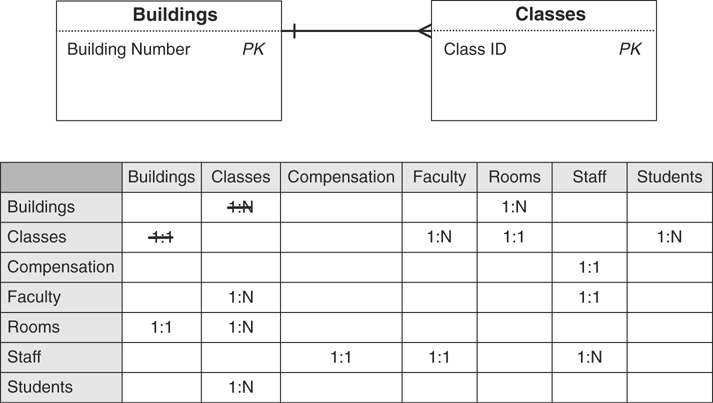 Buildings
Building Number PK
Classes
Class ID PK
Buildings Classes Compensation Faculty Rooms Staff Students
Buildings 1:N 1:N
Classes 1:1 1:N 1:1 1:N
Compensation 1:1
Faculty 1:N 1:1
Rooms 1:1 1:N
Staff 1:1 1:1 1:N
Students 1:N